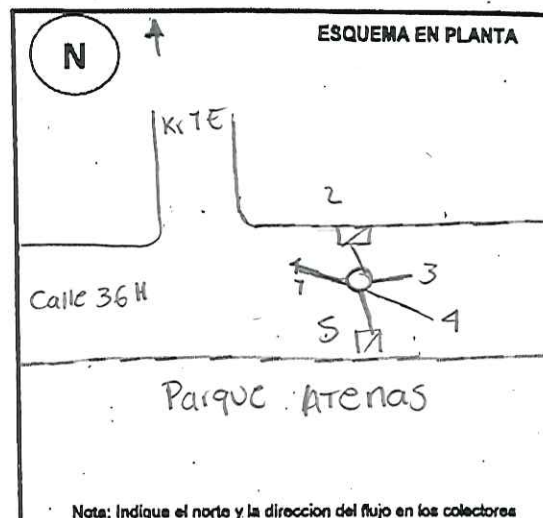 ESQUEMA EN PLANTA
N
Kr 7E
2
1
3
Calle 36H
4
5
Parque Atenas
Nota: Indique el norte y la direccion del flujo en los colectores